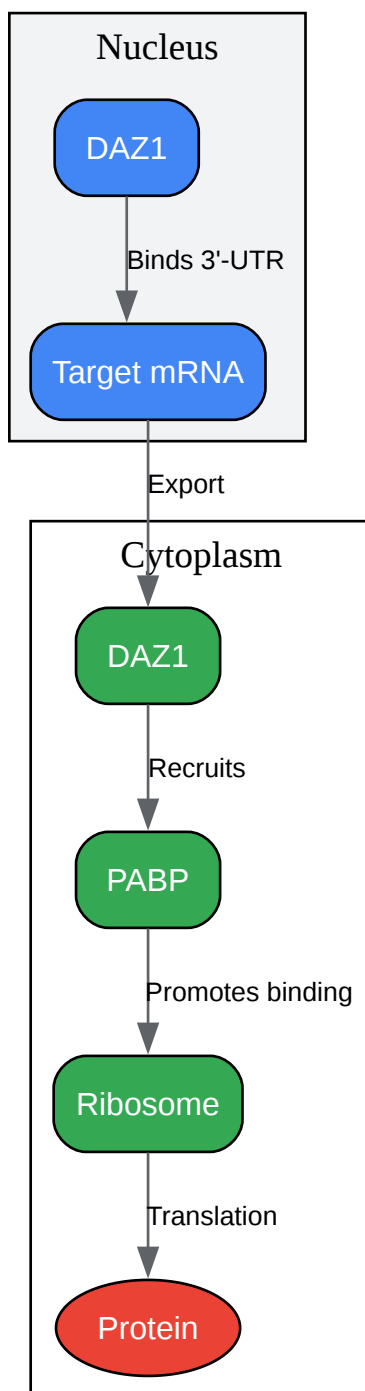 Nucleus
DAZ1
Binds 3'-UTR
Target mRNA
Export
Cytoplasm
DAZ1
Recruits
PABP
Promotes binding
Ribosome
Translation
Protein